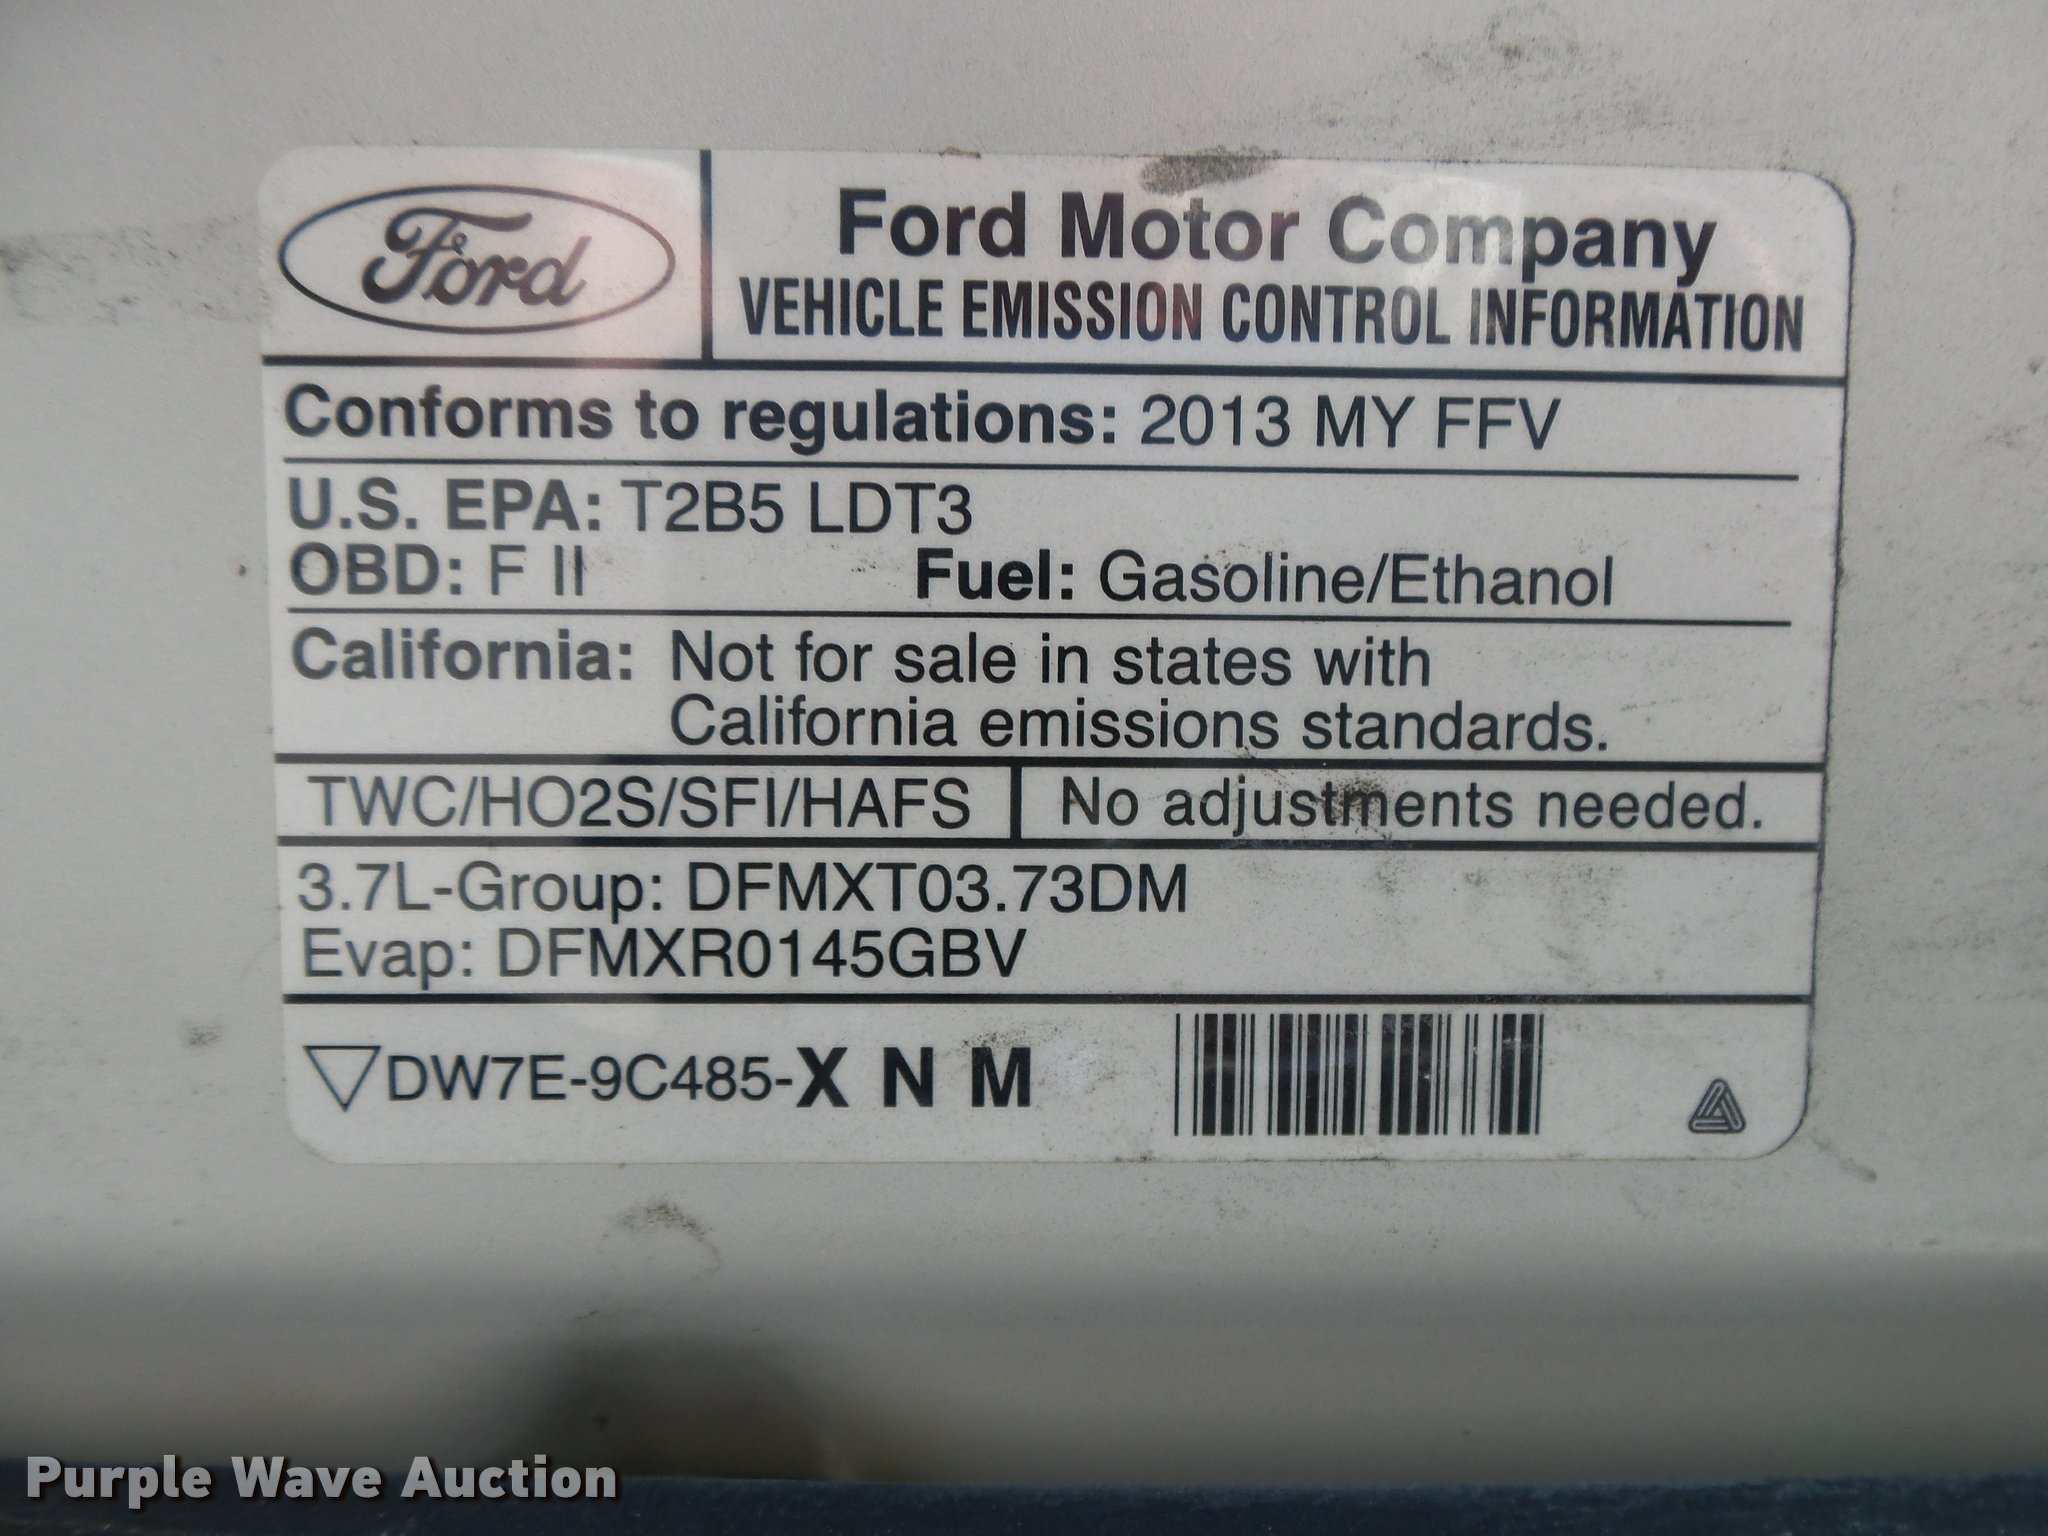 Ford
Ford Motor Company
VEHICLE EMISSION CONTROL INFORMATION
Conforms to regulations: 2013 MY FFV
U.S. EPA: T2B5 LDT3
OBD: F II Fuel: Gasoline/Ethanol
California: Not for sale in states with
California emissions standards.
TWC/HO2S/SFI/HAFS No adjustments needed.
3.7L-Group: DFMXT03.73DM
Evap: DFMXR0145GBV
DW7E-9C485-X N M
Purple Wave Auction